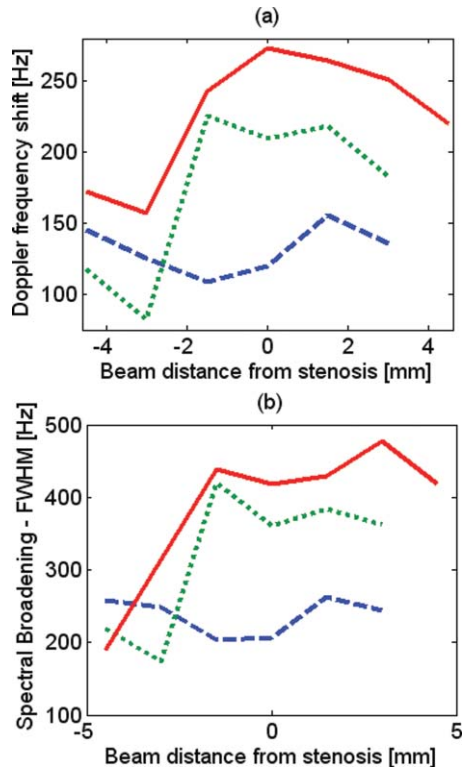 (a)
Doppler frequency shift [Hz]
250
200
150
100
-4 -2 0 2 4
Beam distance from stenosis [mm]
(b)
Spectral Broadening - FWHM [Hz]
500
400
300
200
100
-5 0 5
Beam distance from stenosis [mm]